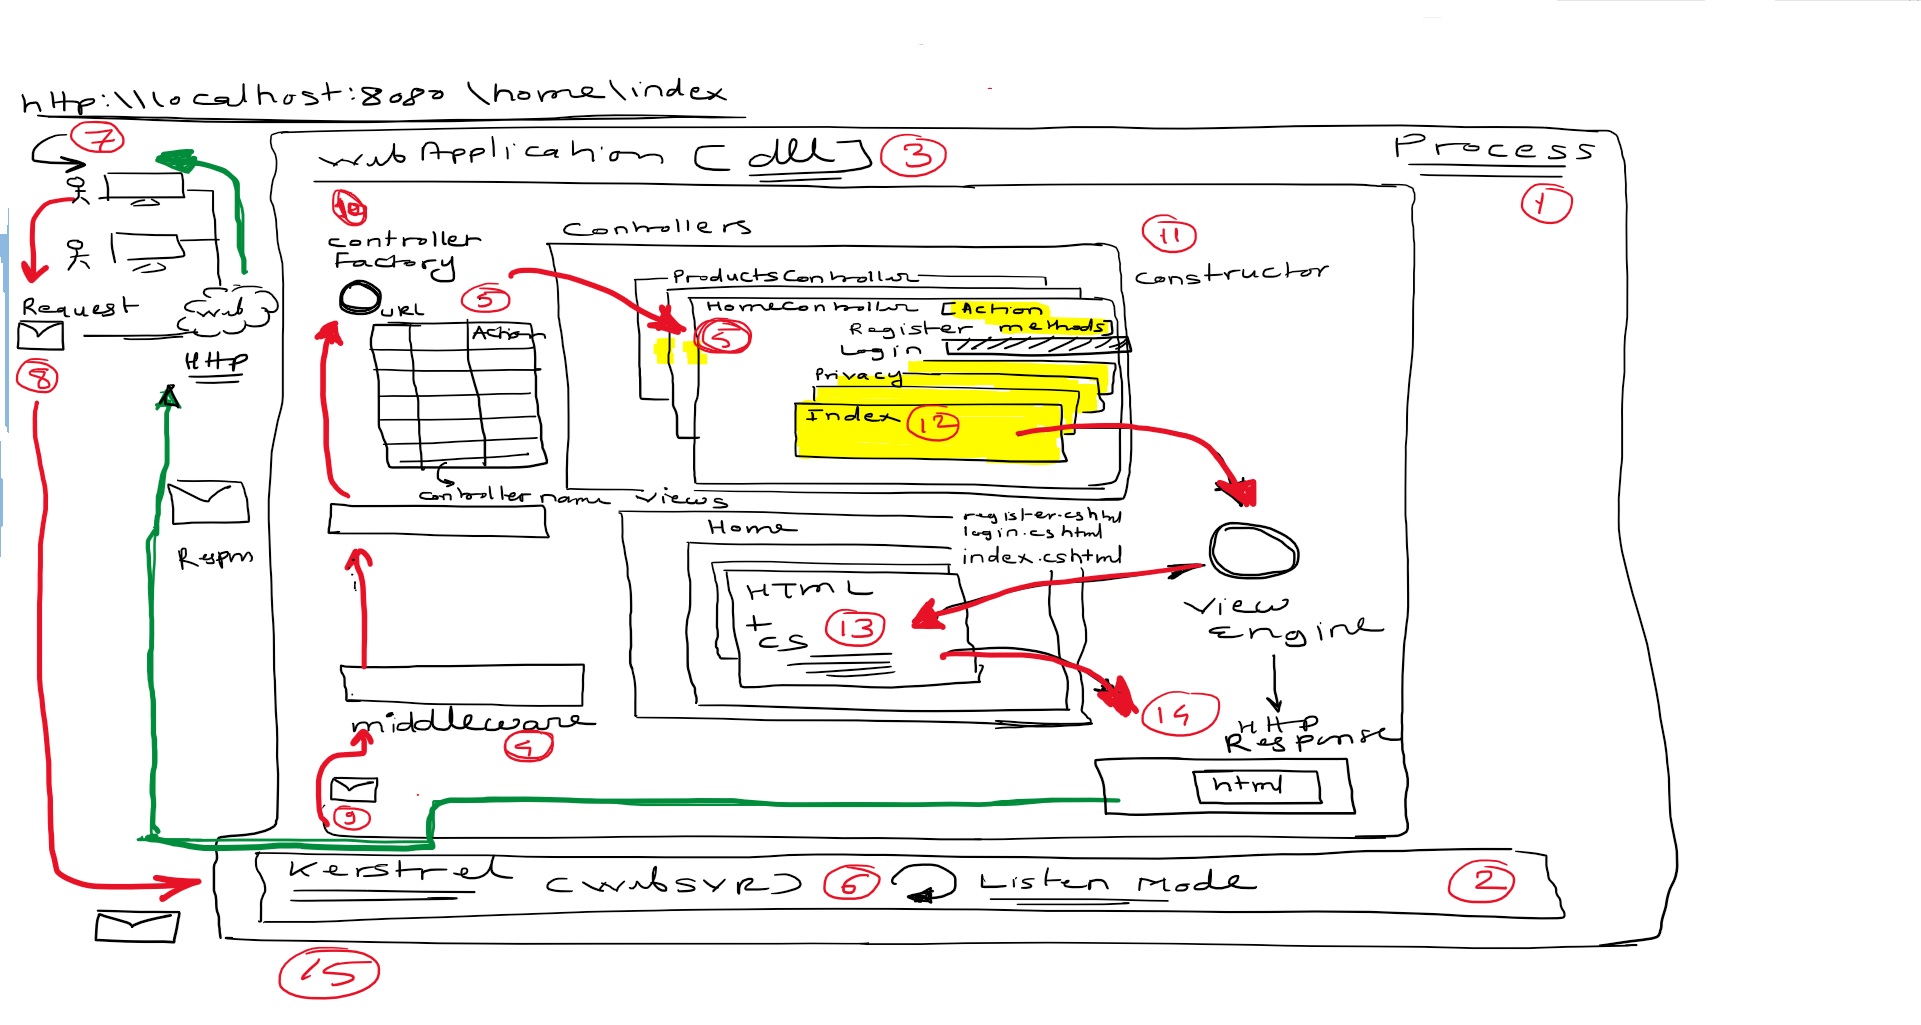 http:\\localhost:8080\home\index
7
Web Application [dll] 3
Process
1
10
Controller
Factory
URL
5
Action
controller name
Controllers
ProductsController
HomeController [Action
methods]
Register
Login
5
Privacy
Index 12
11
Constructor
Request
8
Web
HTTP
Respn
Views
Home
register.cshtml
login.cshtml
index.cshtml
HTML
+
CS
13
View
Engine
14
HTTP
Response
html
middleware
4
9
Kerstrel (WebSVR) 6 Listen Mode 2
15